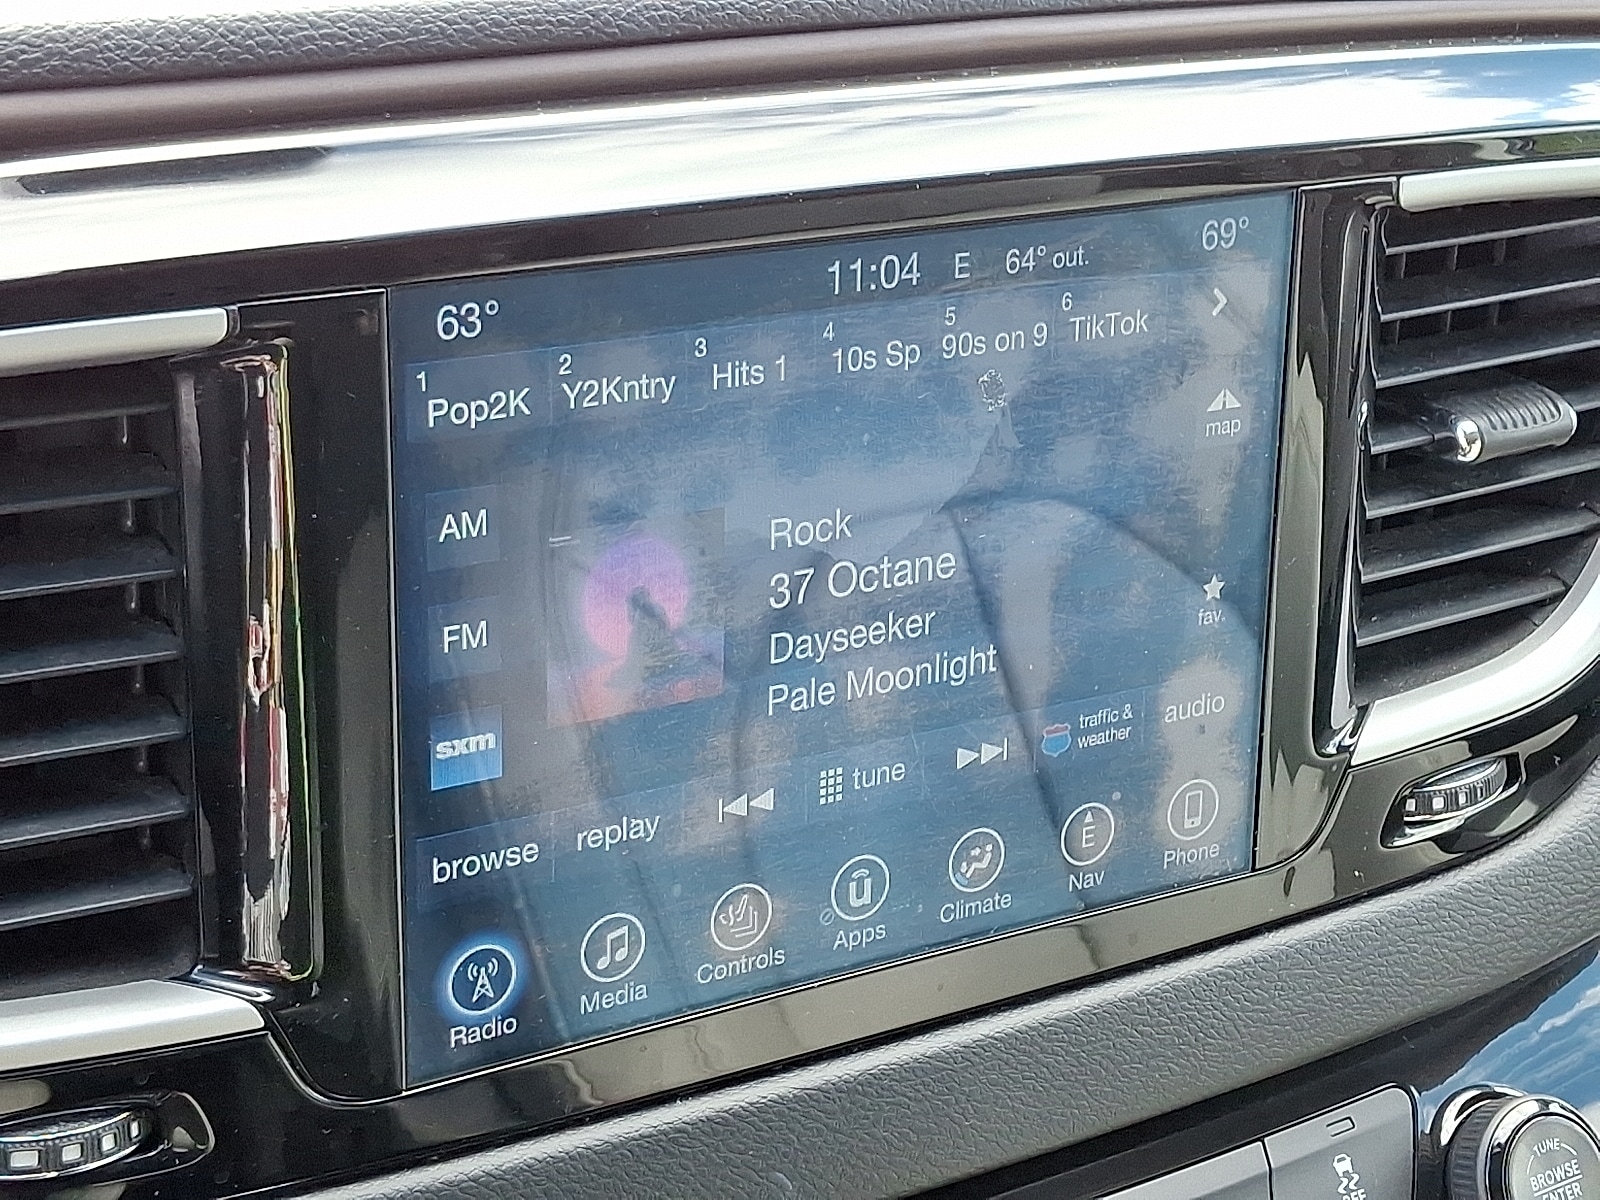 63°
11:04 E 64° out.
69°
1 Pop2K
2 Y2Kntry
3 Hits 1
4 10s Sp
5 90s on 9
6 TikTok
map
AM
FM
sxm
Rock
37 Octane
Dayseeker
Pale Moonlight
fav.
browse
replay
tune
traffic &
weather
audio
Radio
Media
Controls
Apps
Climate
E
Nav
Phone
TUNE
BROWSE